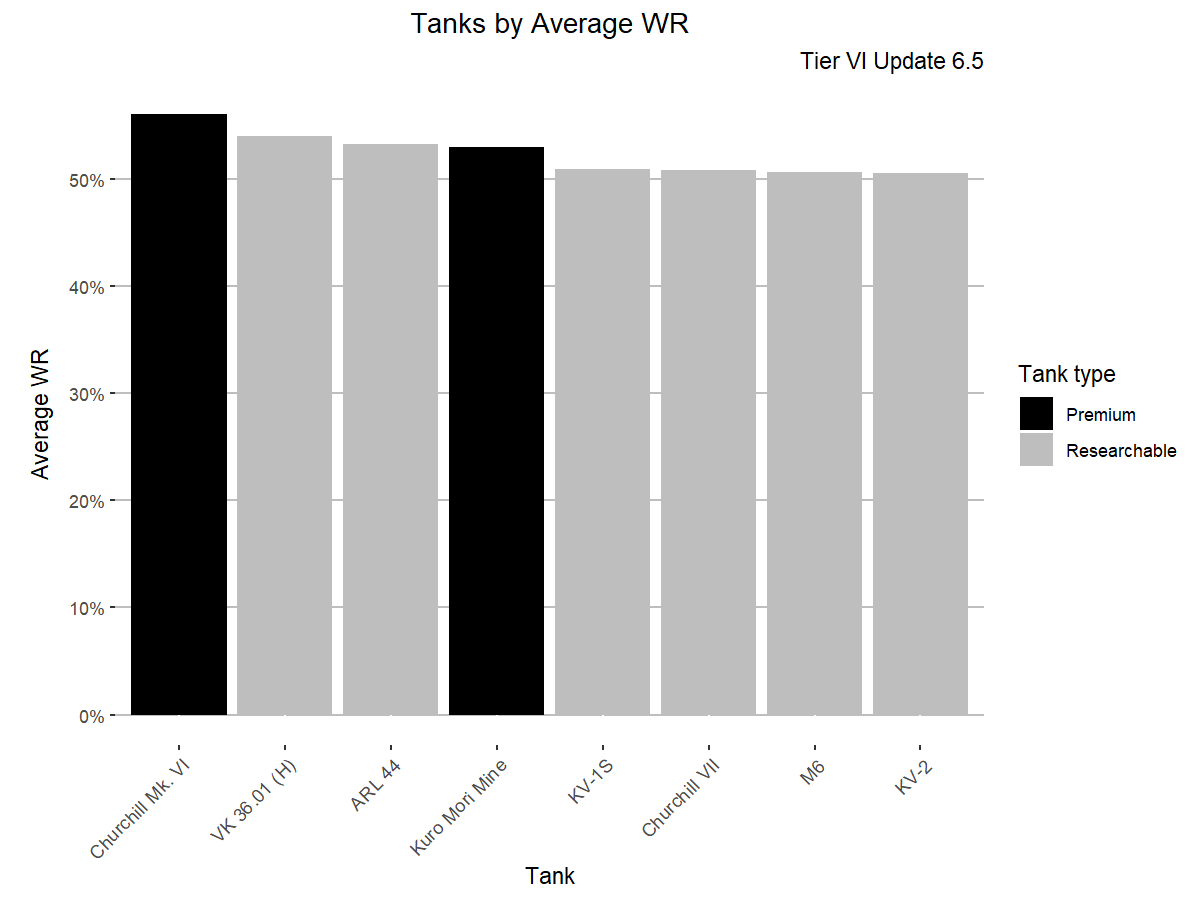 Tanks by Average WR
Tier VI Update 6.5
Average WR
50%
40%
30%
20%
10%
0%
Churchill Mk. VI
VK 36.01 (H)
ARL 44
Kuro Mori Mine
KV-1S
Churchill VII
M6
KV-2
Tank
Tank type
Premium
Researchable